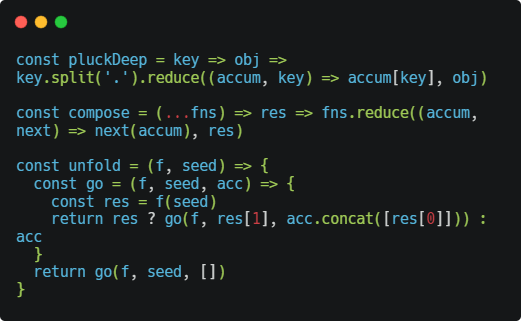 const pluckDeep = key => obj =>
key.split('.').reduce((accum, key) => accum[key], obj)
const compose = (...fns) => res => fns.reduce((accum,
next) => next(accum), res)
const unfold = (f, seed) => {
  const go = (f, seed, acc) => {
    const res = f(seed)
    return res ? go(f, res[1], acc.concat([res[0]])) :
acc
  }
  return go(f, seed, [])
}